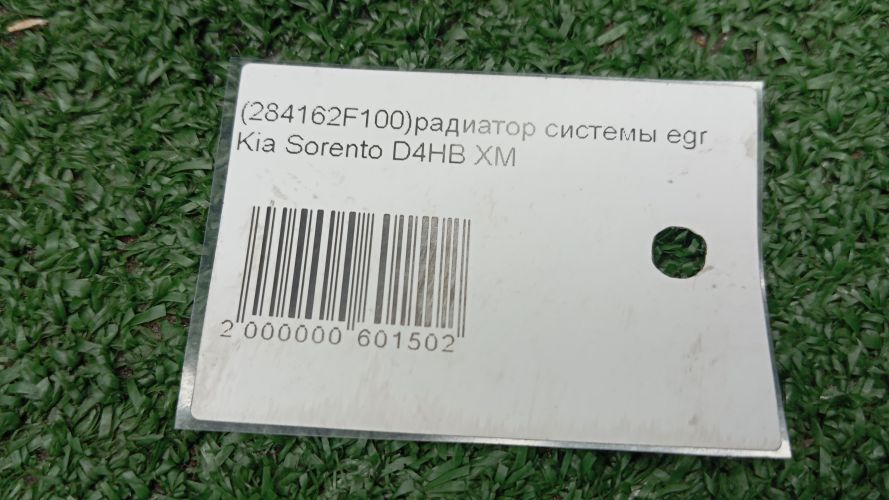 (284162F100)радиатор системы egr
Kia Sorento D4HB XM
2 000000 601502